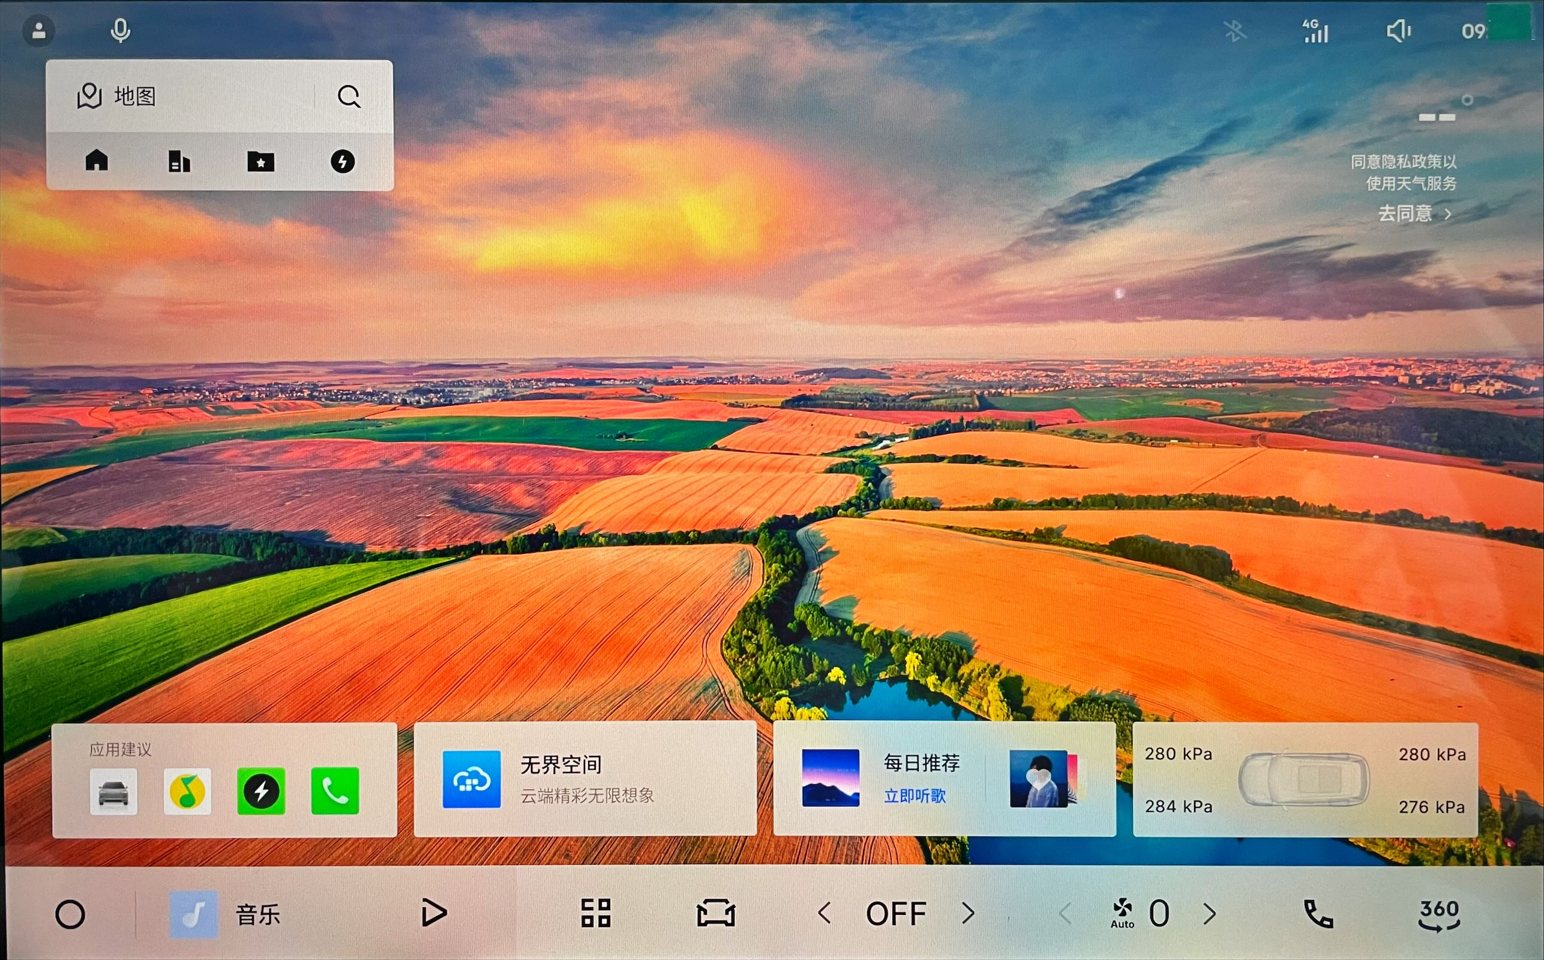 4G
09
地图
同意隐私政策以
使用天气服务
去同意
应用建议
无界空间
云端精彩无限想象
每日推荐
立即听歌
280 kPa
280 kPa
284 kPa
276 kPa
音乐
OFF
Auto
0
360